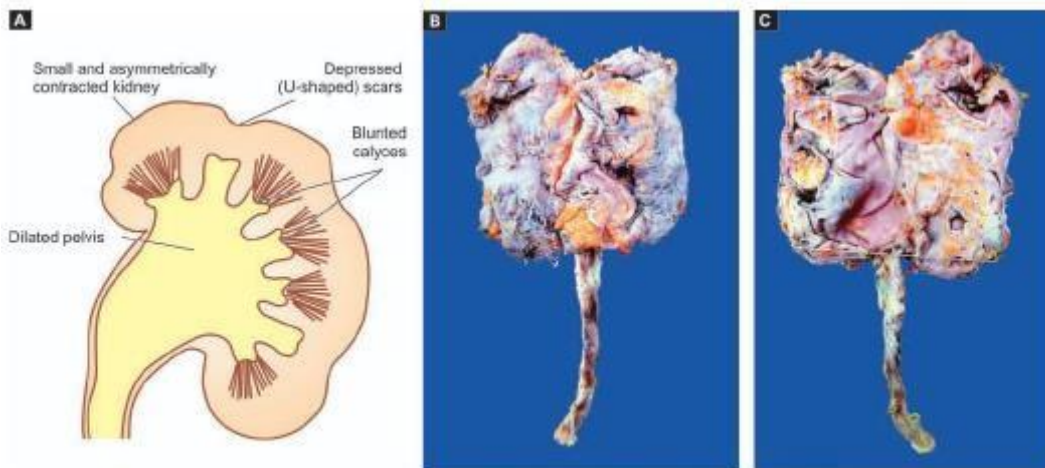 A
Small and asymmetrically
contracted kidney
Depressed
(U-shaped) scars
Blunted
calyces
Dilated pelvis
B
C